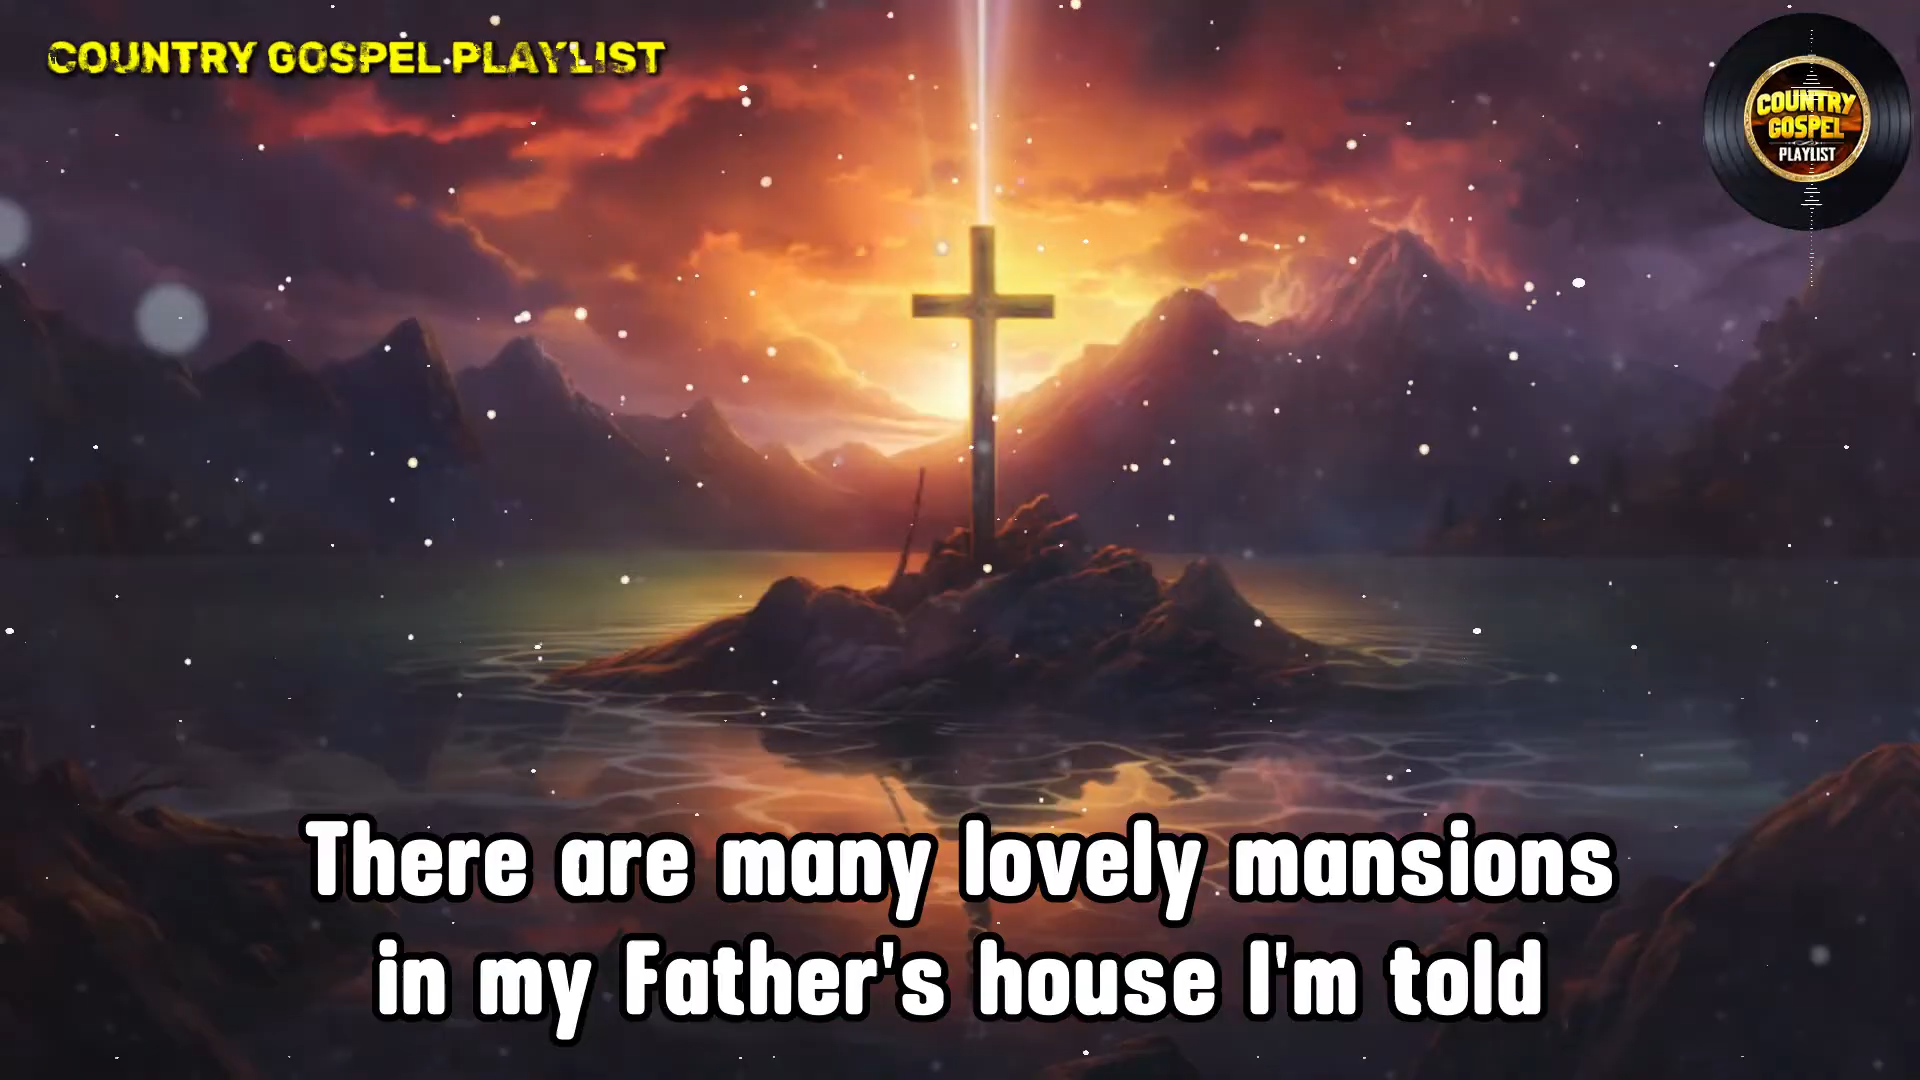 COUNTRY GOSPEL PLAYLIST
COUNTRY
GOSPEL
PLAYLIST
There are many lovely mansions
in my Father's house I'm told